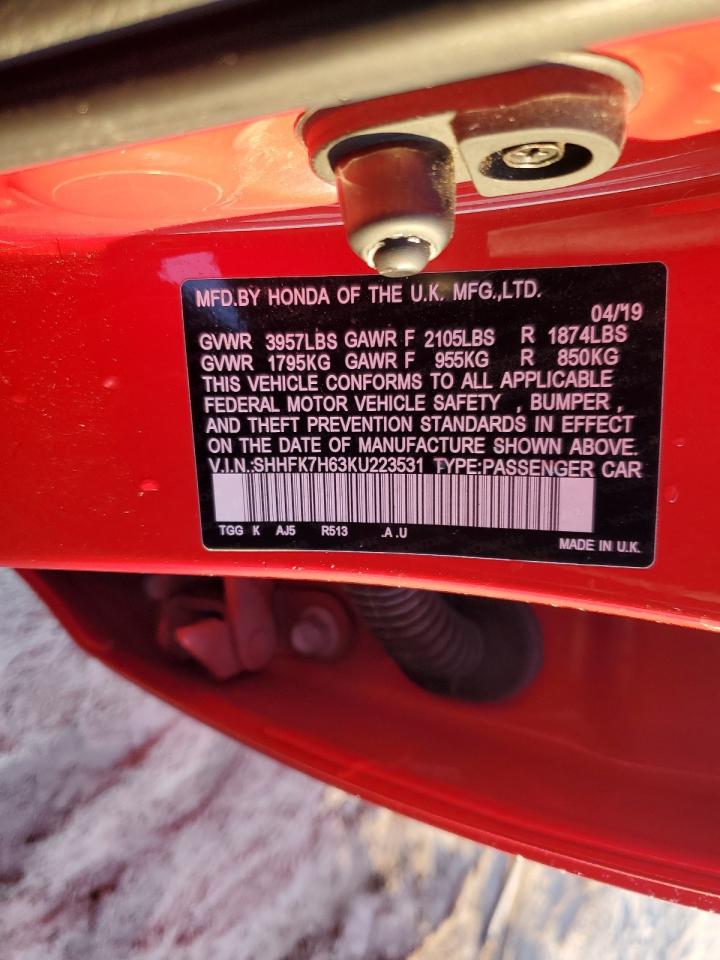 MFD.BY HONDA OF THE U.K. MFG.,LTD.
04/'19
GVWR 3957LBS GAWR F 2105LBS R 1874LBS
GVWR 1795KG GAWR F 955KG R 850KG
THIS VEHICLE CONFORMS TO ALL APPLICABLE
FEDERAL MOTOR VEHICLE SAFETY , BUMPER ,
AND THEFT PREVENTION STANDARDS IN EFFECT
ON THE DATE OF MANUFACTURE SHOWN ABOVE.
V.I.N.:SHHFK7H63KU223531 TYPE:PASSENGER CAR
TGG K AJ5 R513 .A .U
MADE IN U.K.